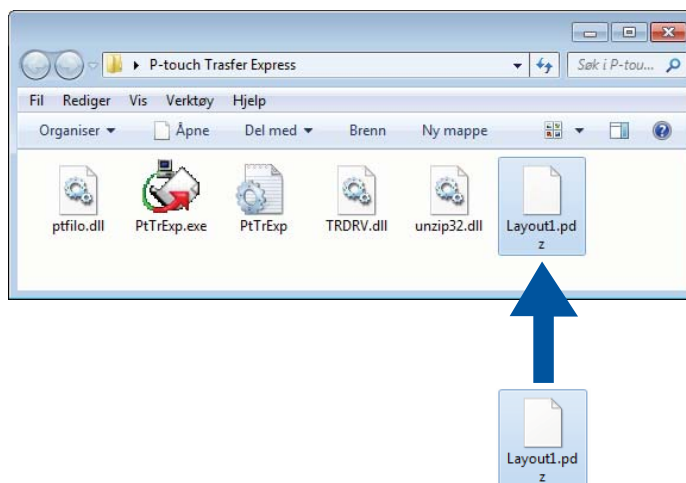 P-touch Trasfer Express
Søk i P-tou...
Fil Rediger Vis Verktøy Hjelp
Organiser Åpne Del med Brenn Ny mappe
ptfilo.dll PtTrExp.exe PtTrExp TRDRV.dll unzip32.dll Layout1.pd
z
Layout1.pd
z